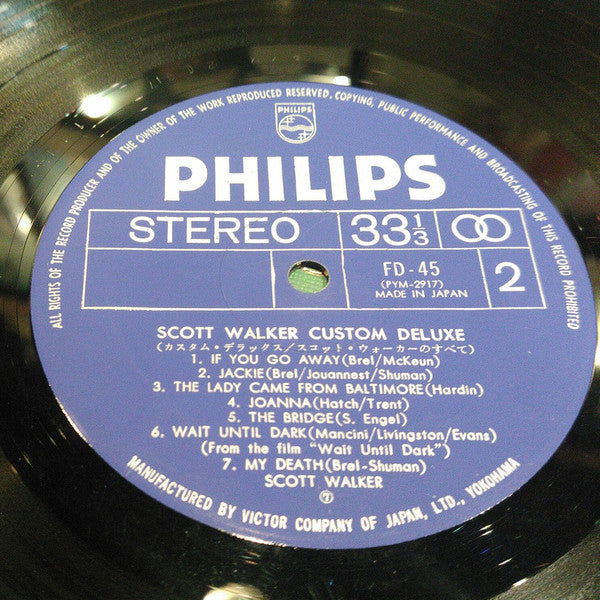 ALL RIGHTS OF THE RECORD PRODUCER AND OF THE OWNER OF THE WORK REPRODUCED RESERVED, COPYING, PUBLIC PERFORMANCE AND BROADCASTING OF THIS RECORD PROHIBITED
PHILIPS
PHILIPS
STEREO 33 1/3
FD-45 2
(PYM-2917)
MADE IN JAPAN
SCOTT WALKER CUSTOM DELUXE
(カスタム・デラックス/スコット・ウォーカーのすべて)
1. IF YOU GO AWAY(Brel/McKeun)
2. JACKIE(Brel/Jouannest/Shuman)
3. THE LADY CAME FROM BALTIMORE(Hardin)
4. JOANNA(Hatch/Trent)
5. THE BRIDGE(S. Engel)
6. WAIT UNTIL DARK(Mancini/Livingston/Evans)
(From the film "Wait Until Dark")
7. MY DEATH(Brel-Shuman)
SCOTT WALKER
⑦
MANUFACTURED BY VICTOR COMPANY OF JAPAN, LTD., YOKOHAMA